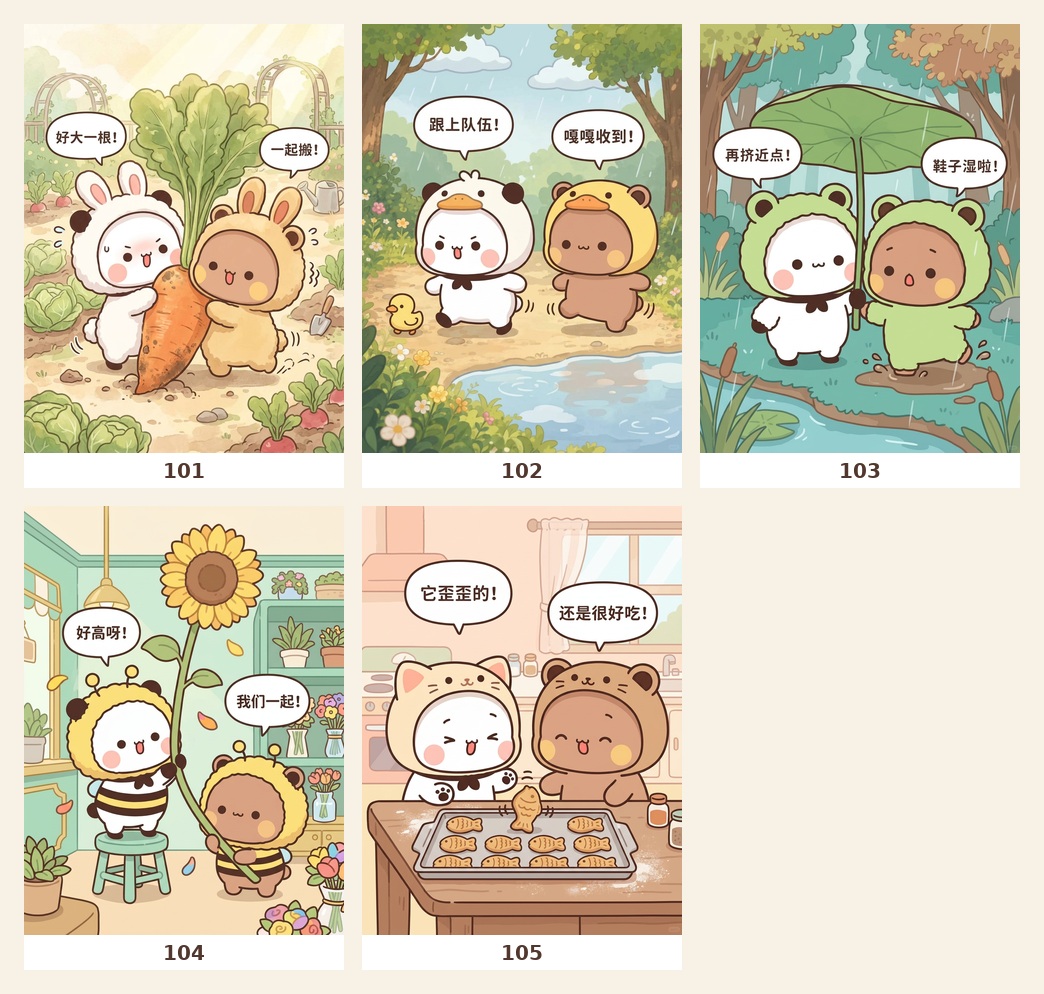 好大一根！
一起搬！
101
跟上队伍！
嘎嘎收到！
102
再挤近点！
鞋子湿啦！
103
好高呀！
我们一起！
104
它歪歪的！
还是很好吃！
105